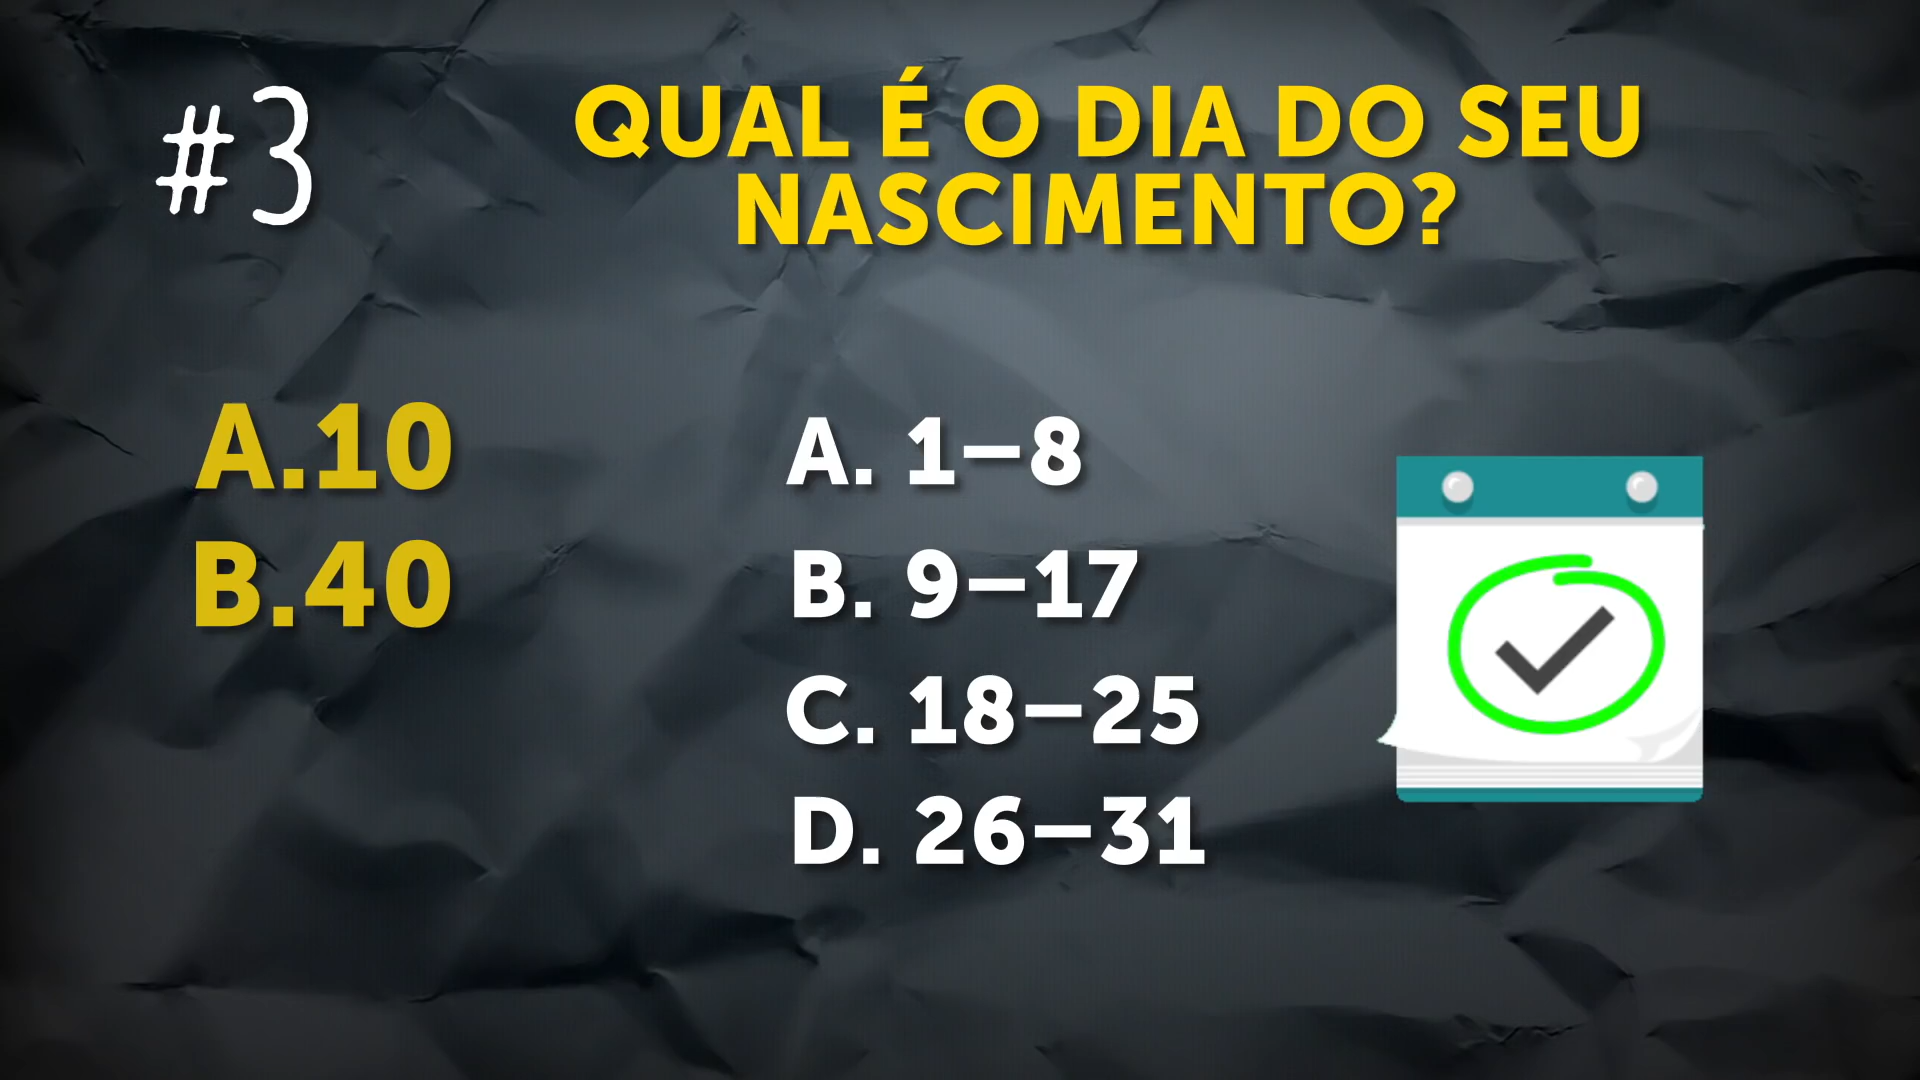 #3
QUAL É O DIA DO SEU
NASCIMENTO?
A.10
B.40
A. 1–8
B. 9–17
C. 18–25
D. 26–31